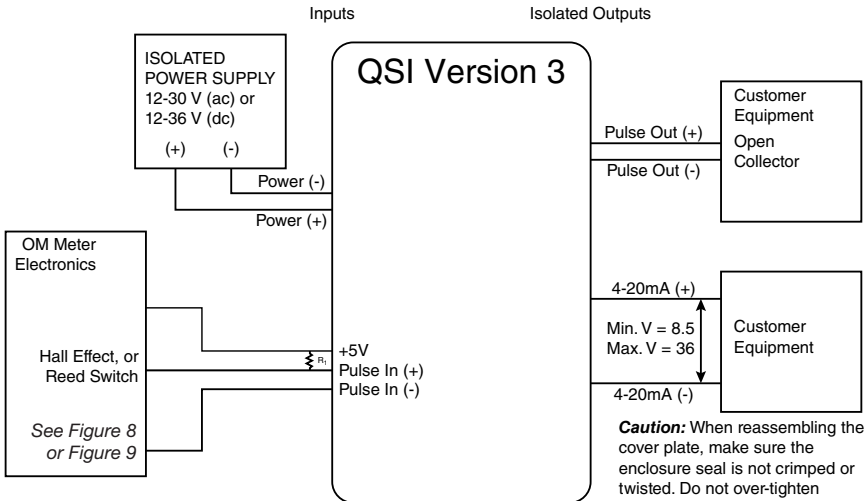 Inputs
Isolated Outputs
ISOLATED
POWER SUPPLY
12-30 V (ac) or
12-36 V (dc)
(+) (-)
QSI Version 3
Customer
Equipment
Open
Collector
Pulse Out (+)
Pulse Out (-)
Power (-)
Power (+)
OM Meter
Electronics
Hall Effect, or
Reed Switch
See Figure 8
or Figure 9
R1
+5V
Pulse In (+)
Pulse In (-)
4-20mA (+)
Min. V = 8.5
Max. V = 36
4-20mA (-)
Customer
Equipment
Caution: When reassembling the
cover plate, make sure the
enclosure seal is not crimped or
twisted. Do not over-tighten